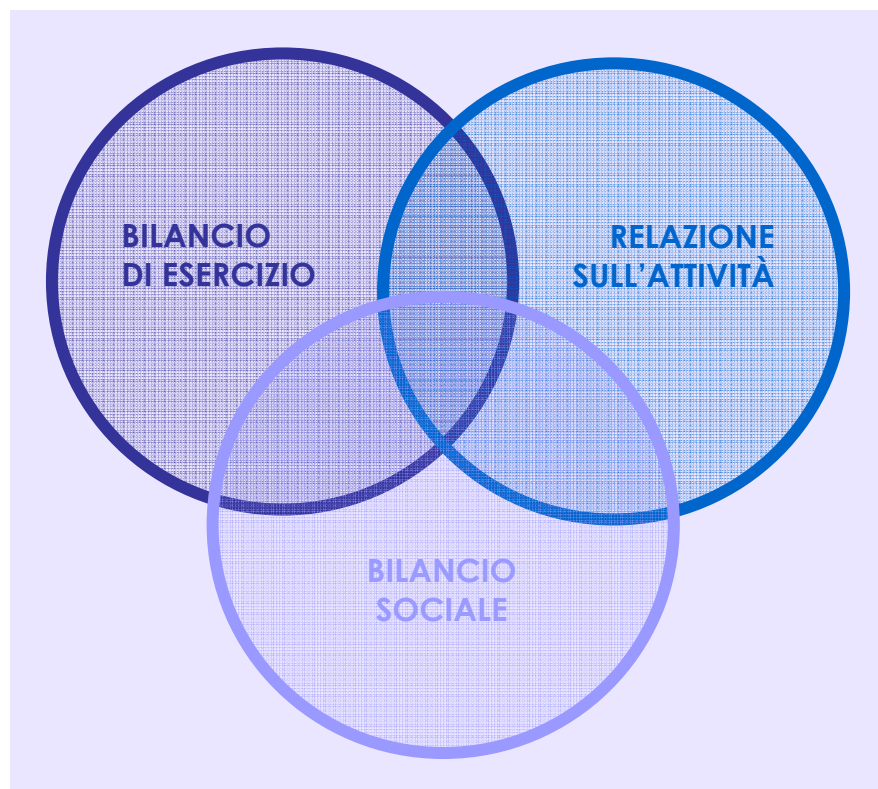 BILANCIO
DI ESERCIZIO
RELAZIONE
SULL’ATTIVITÀ
BILANCIO
SOCIALE